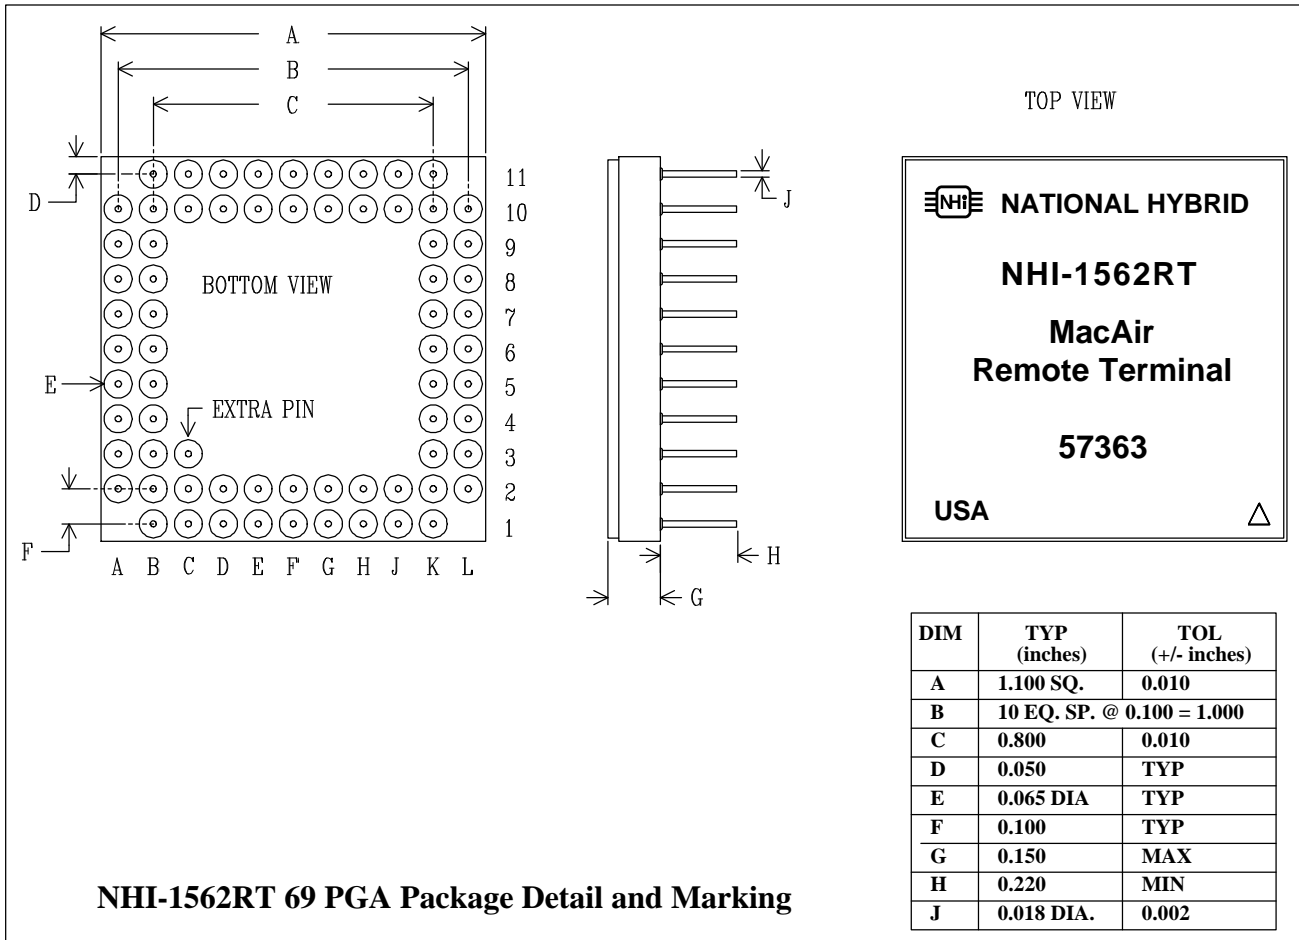 A
B
C
TOP VIEW
D
11
10
9
8
7
6
5
4
3
2
1
BOTTOM VIEW
E
EXTRA PIN
F
A B C D E F G H J K L
J
H
G
NHi NATIONAL HYBRID
NHI-1562RT
MacAir
Remote Terminal
57363
USA
DIM TYP (inches) TOL (+/- inches)
A 1.100 SQ. 0.010
B 10 EQ. SP. @ 0.100 = 1.000
C 0.800 0.010
D 0.050 TYP
E 0.065 DIA TYP
F 0.100 TYP
G 0.150 MAX
H 0.220 MIN
J 0.018 DIA. 0.002
NHI-1562RT 69 PGA Package Detail and Marking